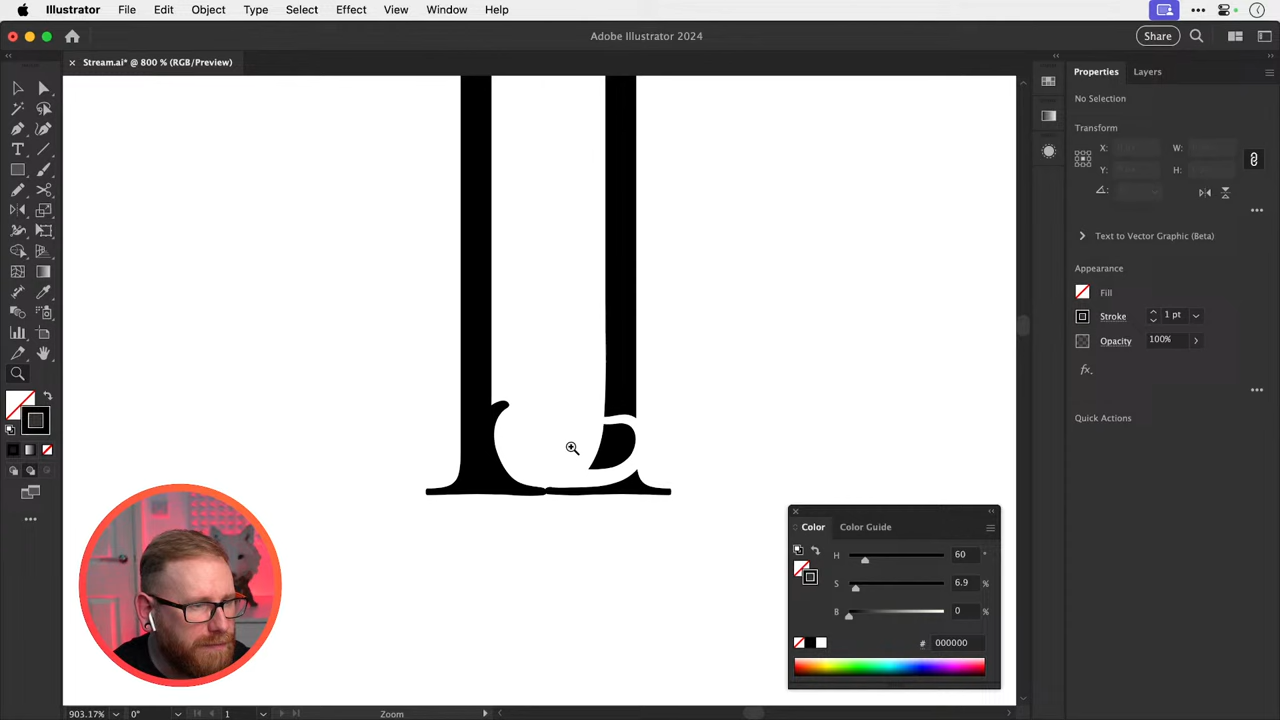 Illustrator File Edit Object Type Select Effect View Window Help
Adobe Illustrator 2024
Share
Stream.ai* @ 800 % (RGB/Preview)
Properties Layers
No Selection
Transform
X: W:
Y: H:
Text to Vector Graphic (Beta)
Appearance
Fill
Stroke 1 pt
Opacity 100%
fx
Quick Actions
Color Color Guide
H 60 °
S 6.9 %
B 0 %
# 000000
903.17% 0° 1 Zoom